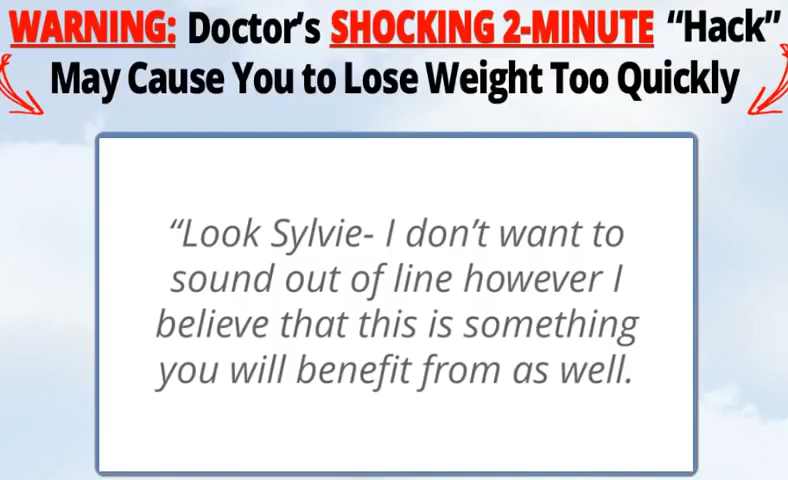 WARNING: Doctor's SHOCKING 2-MINUTE “Hack”
May Cause You to Lose Weight Too Quickly
“Look Sylvie- I don’t want to
sound out of line however I
believe that this is something
you will benefit from as well.